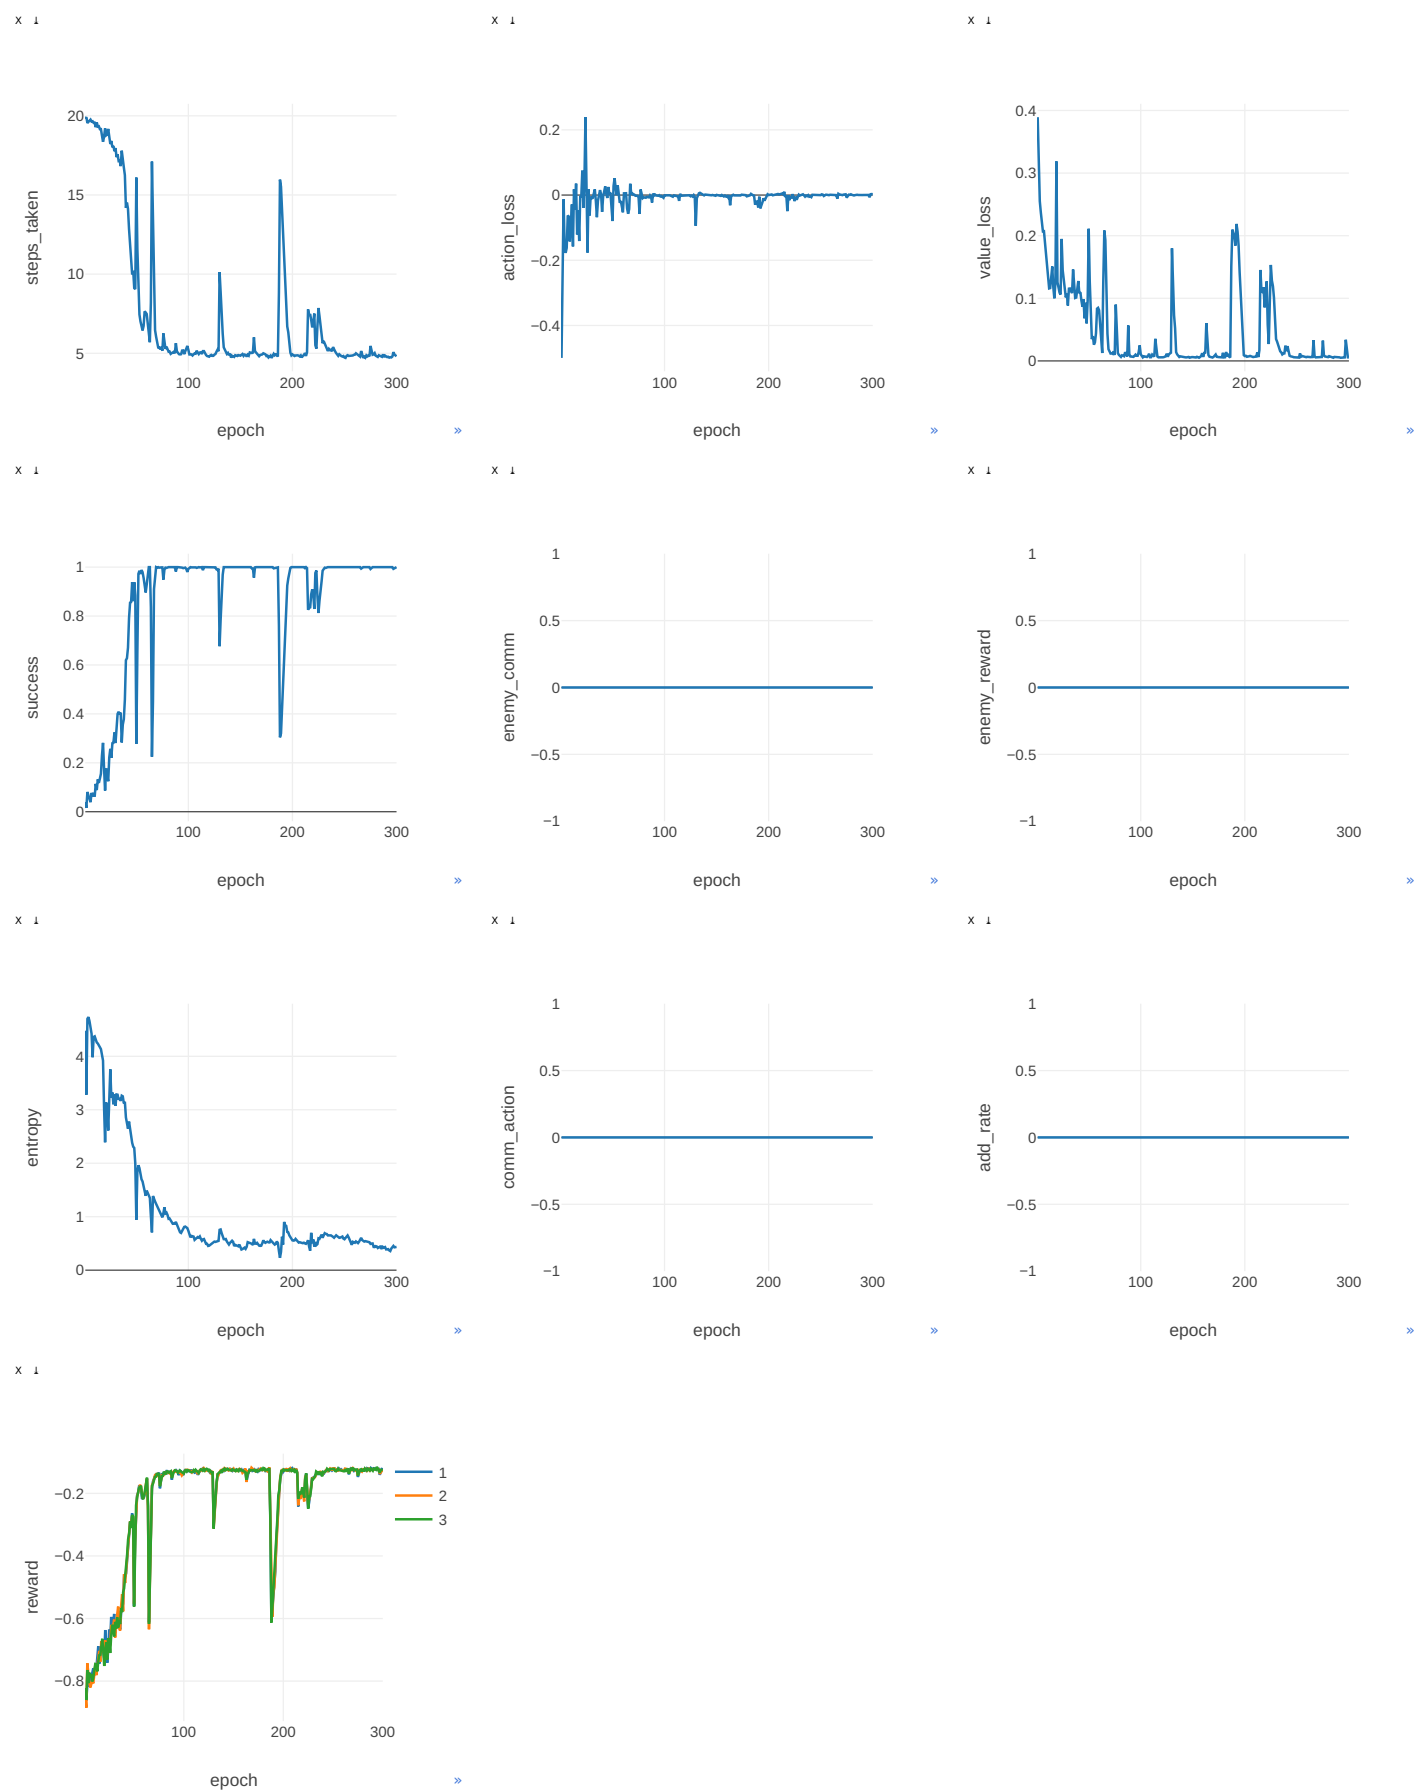 x ↓ x ↓ x ↓
20
15
10
5
steps_taken
100 200 300
epoch
»
0.2
0
−0.2
−0.4
action_loss
100 200 300
epoch
»
0.4
0.3
0.2
0.1
0
value_loss
100 200 300
epoch
»
x ↓ x ↓ x ↓
1
0.8
0.6
0.4
0.2
0
success
100 200 300
epoch
»
1
0.5
0
−0.5
−1
enemy_comm
100 200 300
epoch
»
1
0.5
0
−0.5
−1
enemy_reward
100 200 300
epoch
»
x ↓ x ↓ x ↓
4
3
2
1
0
entropy
100 200 300
epoch
»
1
0.5
0
−0.5
−1
comm_action
100 200 300
epoch
»
1
0.5
0
−0.5
−1
add_rate
100 200 300
epoch
»
x ↓
−0.2
−0.4
−0.6
−0.8
reward
100 200 300
epoch
1
2
3
»